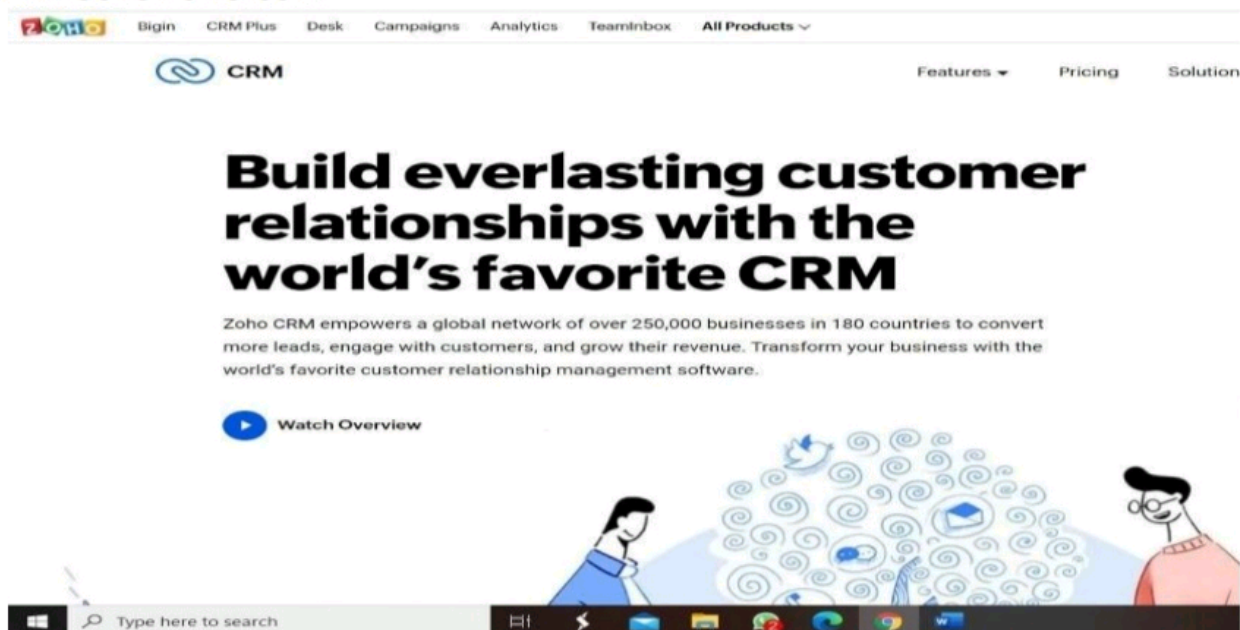 ZOHO Bigin CRM Plus Desk Campaigns Analytics TeamInbox All Products
CRM Features Pricing Solution
Build everlasting customer
relationships with the
world's favorite CRM
Zoho CRM empowers a global network of over 250,000 businesses in 180 countries to convert
more leads, engage with customers, and grow their revenue. Transform your business with the
world's favorite customer relationship management software.
Watch Overview
Type here to search